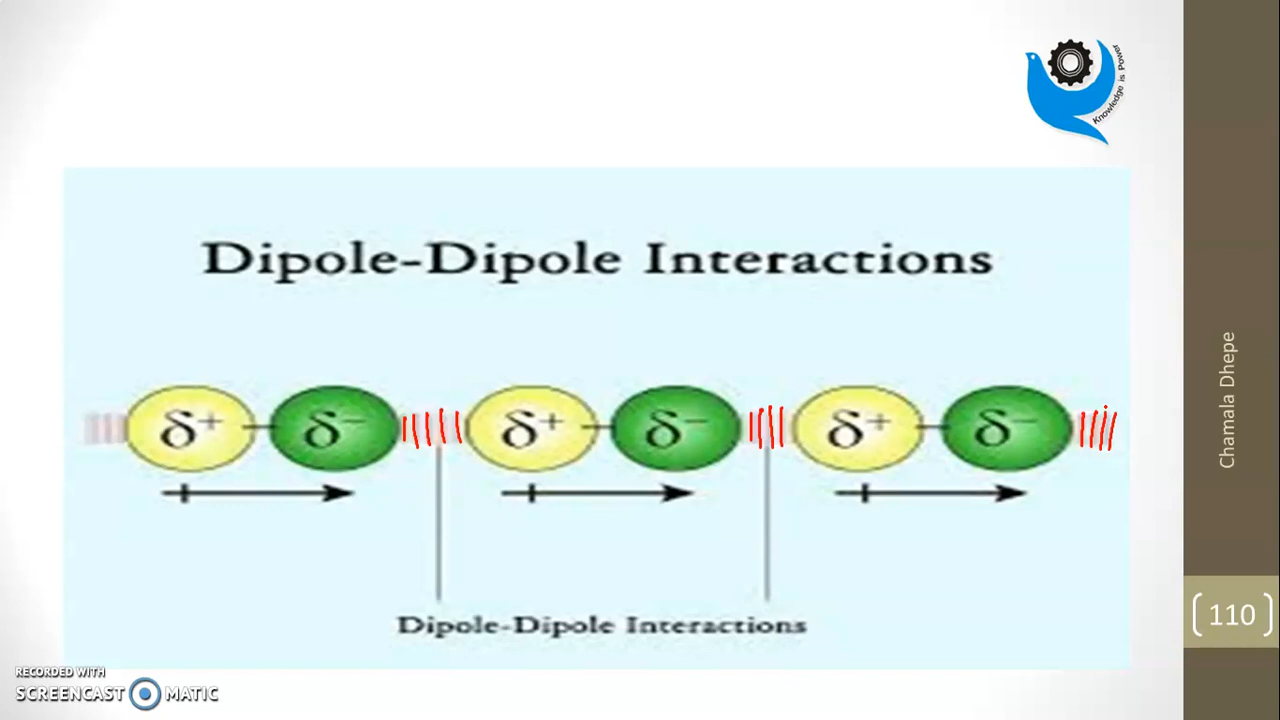 Knowledge is Power
Dipole-Dipole Interactions
δ+ δ− δ+ δ− δ+ δ−
Dipole-Dipole Interactions
Chamala Dhepe
110
RECORDED WITH
SCREENCAST MATIC